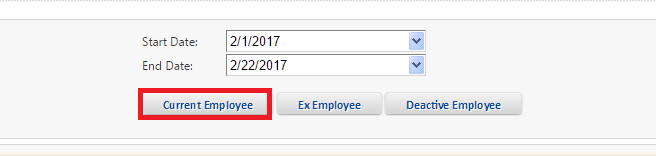 Start Date: 2/1/2017
End Date: 2/22/2017
Current Employee Ex Employee Deactive Employee